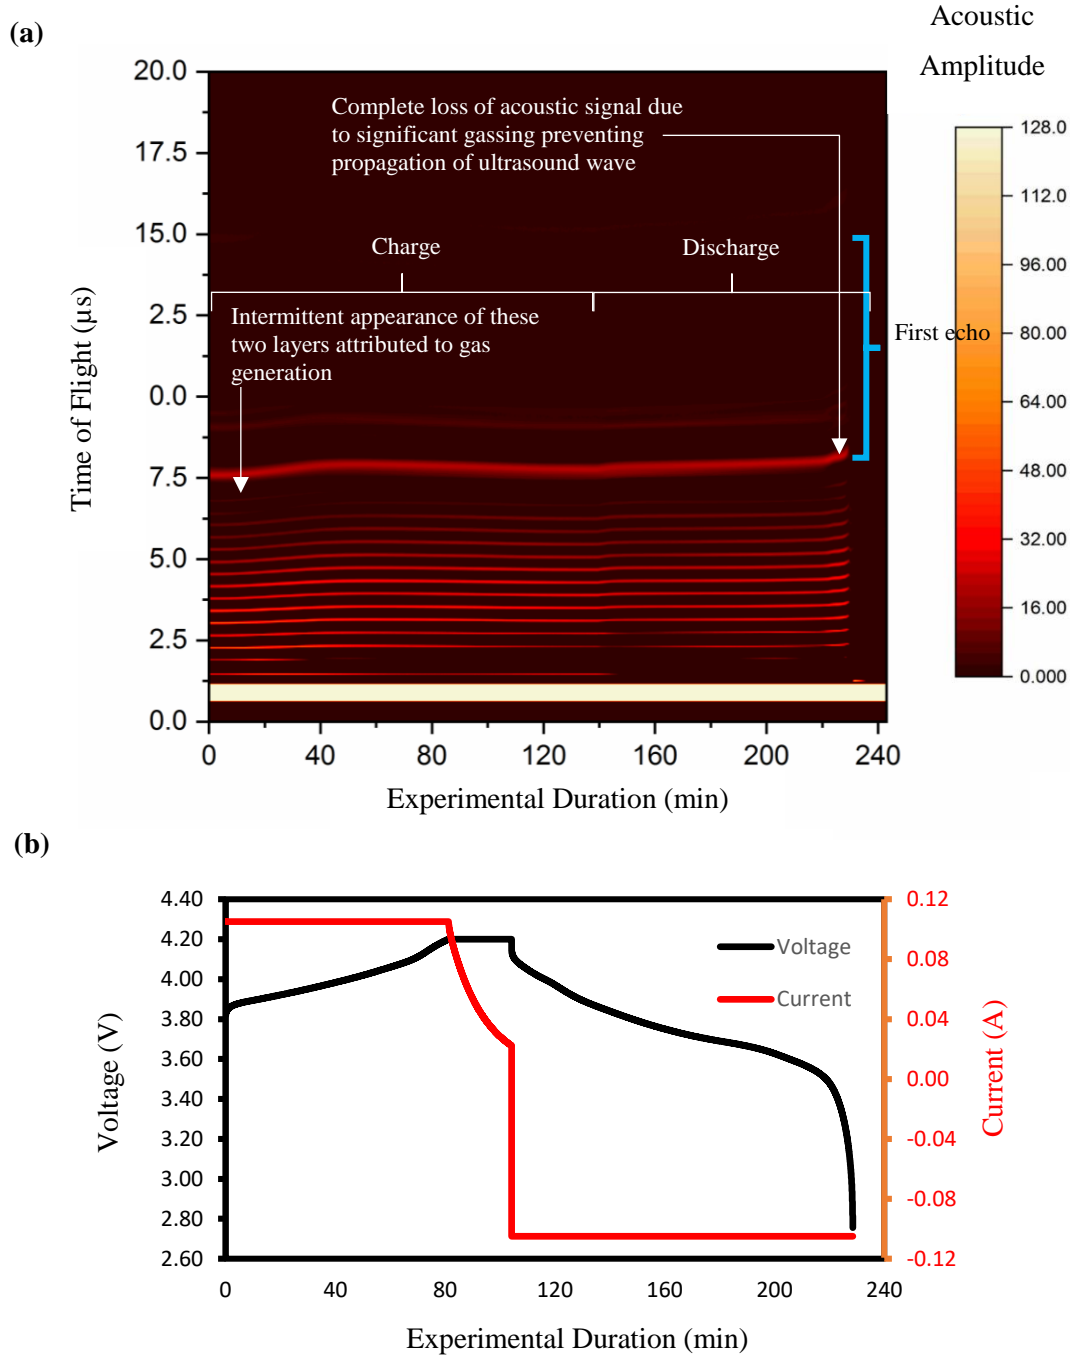 (a)
Acoustic
Amplitude
20.0
17.5
15.0
2.5
0.0
7.5
5.0
2.5
0.0
Time of Flight (µs)
Complete loss of acoustic signal due
to significant gassing preventing
propagation of ultrasound wave
Charge
Discharge
Intermittent appearance of these
two layers attributed to gas
generation
First echo
128.0
112.0
96.00
80.00
64.00
48.00
32.00
16.00
0.000
0 40 80 120 160 200 240
Experimental Duration (min)
(b)
4.40
4.20
4.00
3.80
3.60
3.40
3.20
3.00
2.80
2.60
Voltage (V)
Voltage
Current
0.12
0.08
0.04
0.00
-0.04
-0.08
-0.12
Current (A)
0 40 80 120 160 200 240
Experimental Duration (min)